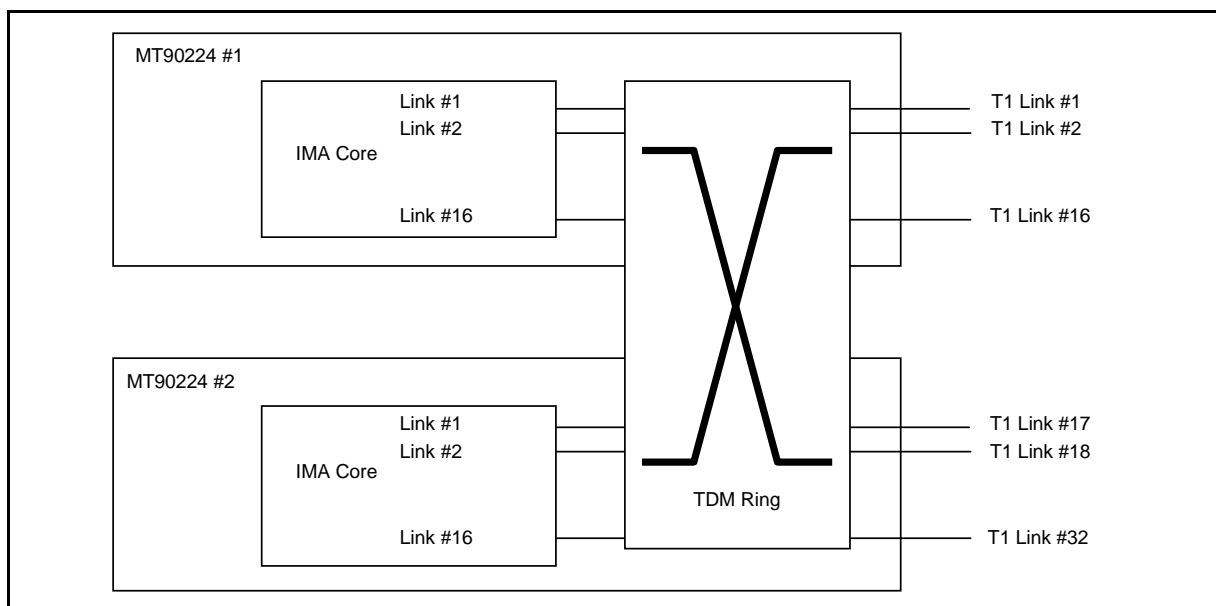 MT90224 #1
Link #1
T1 Link #1
Link #2
T1 Link #2
IMA Core
Link #16
T1 Link #16
MT90224 #2
Link #1
T1 Link #17
Link #2
T1 Link #18
IMA Core
TDM Ring
Link #16
T1 Link #32